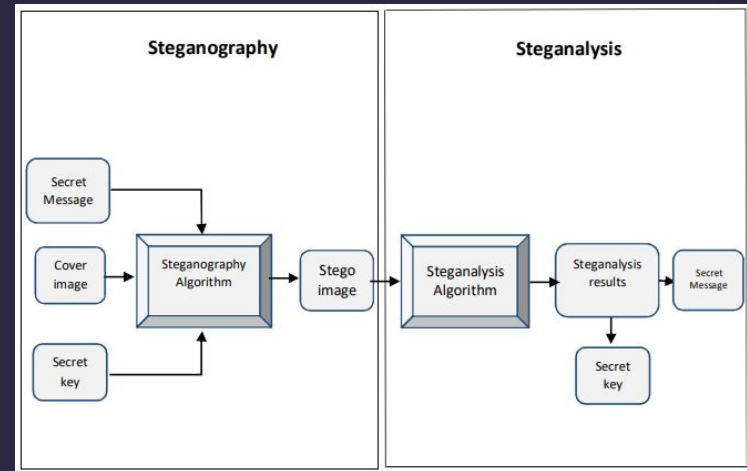 Steganography
Secret
Message
Cover
image
Secret
key
Steganography
Algorithm
Stego
image
Steganalysis
Steganalysis
Algorithm
Steganalysis
results
Secret
Message
Secret
key